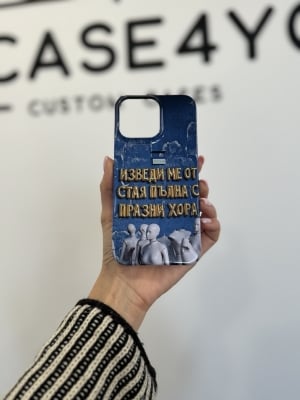 CASE4YO
CUSTOM CASES
ИЗВЕДИ МЕ ОТ
СТАЯ ПЪЛНА С
ПРАЗНИ ХОРА